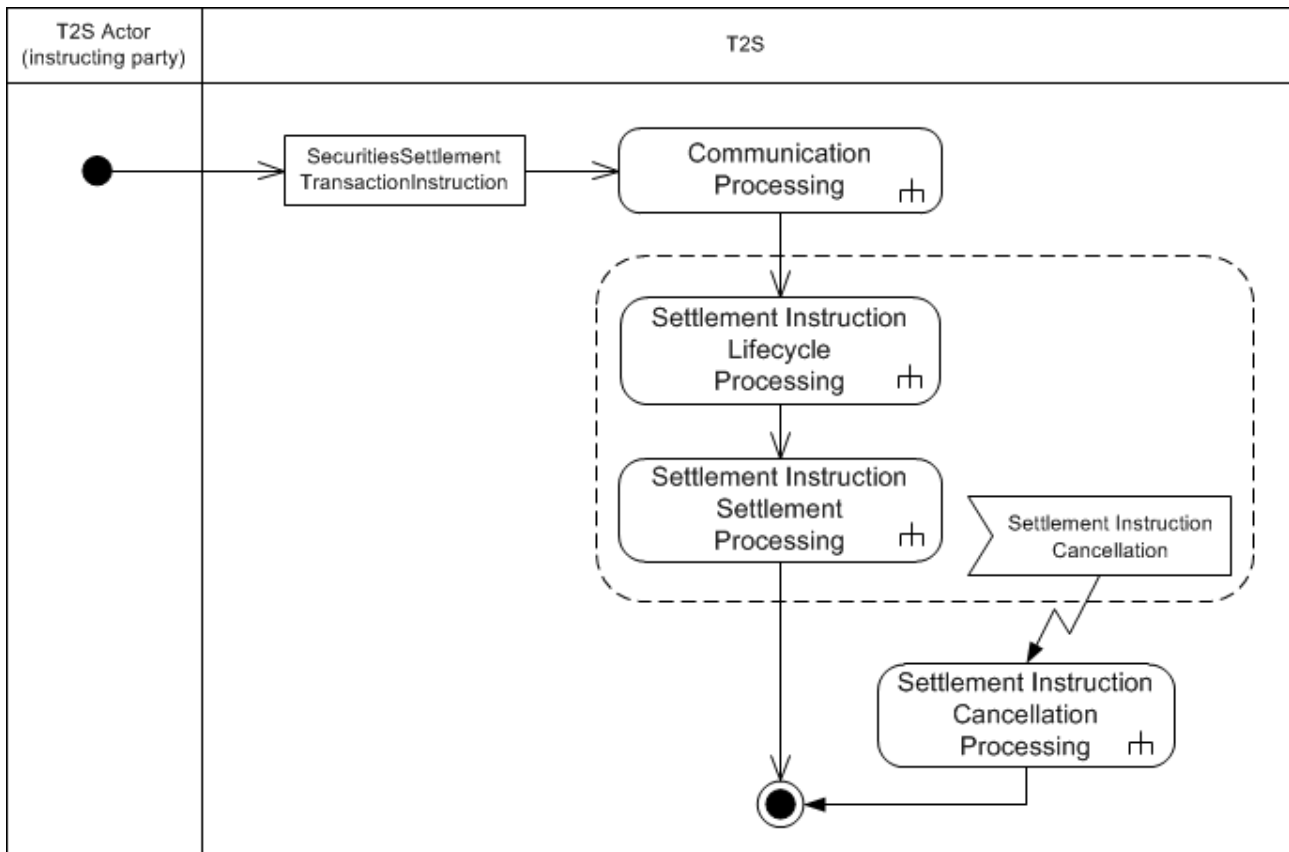 T2S Actor
(instructing party)
T2S
SecuritiesSettlement
TransactionInstruction
Communication
Processing
Settlement Instruction
Lifecycle
Processing
Settlement Instruction
Settlement
Processing
Settlement Instruction
Cancellation
Settlement Instruction
Cancellation
Processing